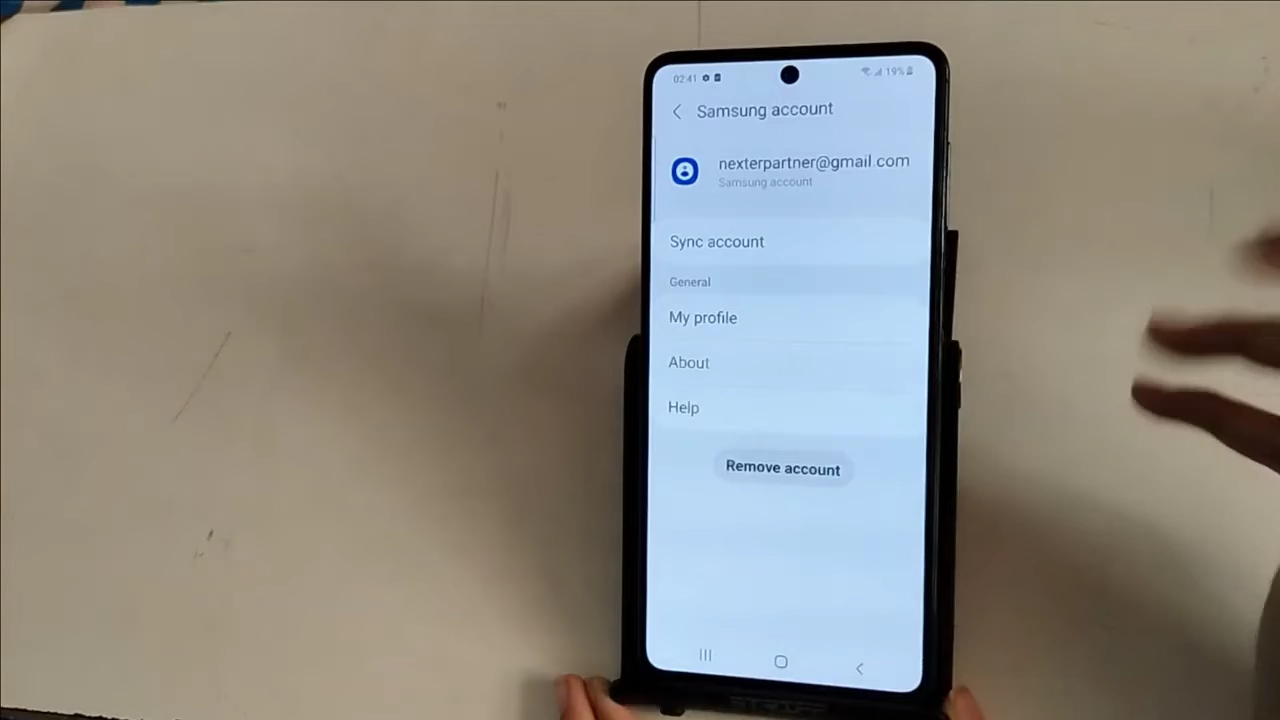 02:41 19%
Samsung account
nexterpartner@gmail.com
Samsung account
Sync account
General
My profile
About
Help
Remove account